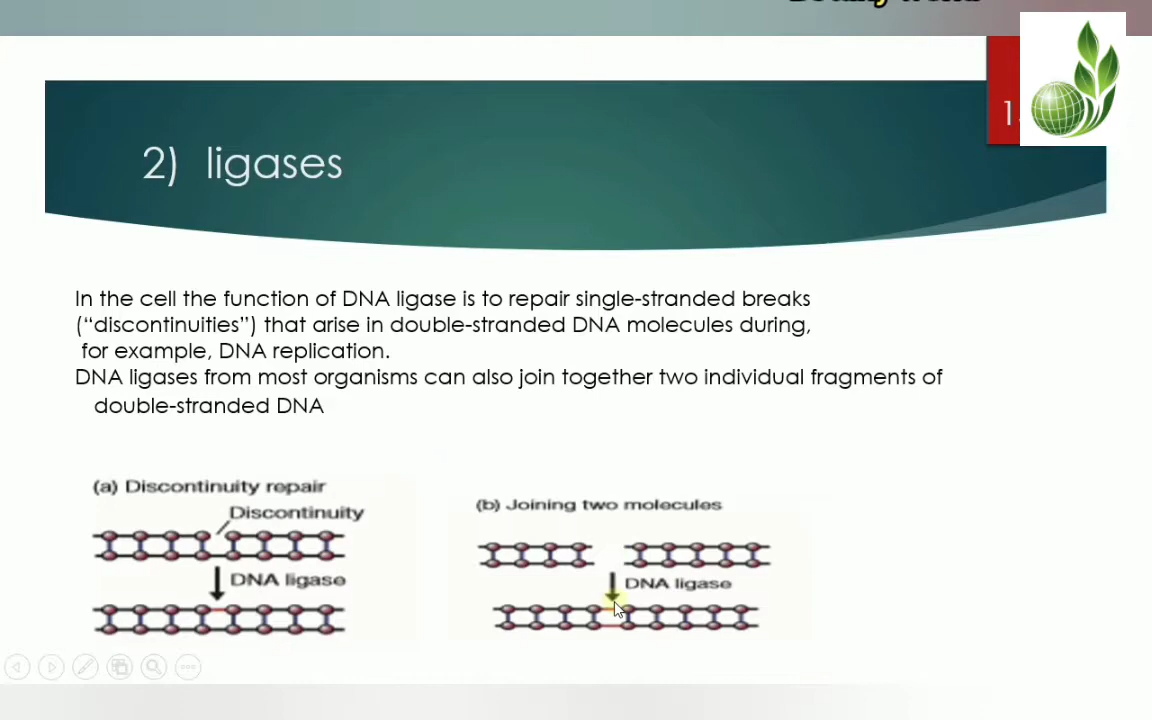 2) ligases
In the cell the function of DNA ligase is to repair single-stranded breaks
(“discontinuities”) that arise in double-stranded DNA molecules during,
for example, DNA replication.
DNA ligases from most organisms can also join together two individual fragments of
double-stranded DNA
(a) Discontinuity repair
Discontinuity
DNA ligase
(b) Joining two molecules
DNA ligase